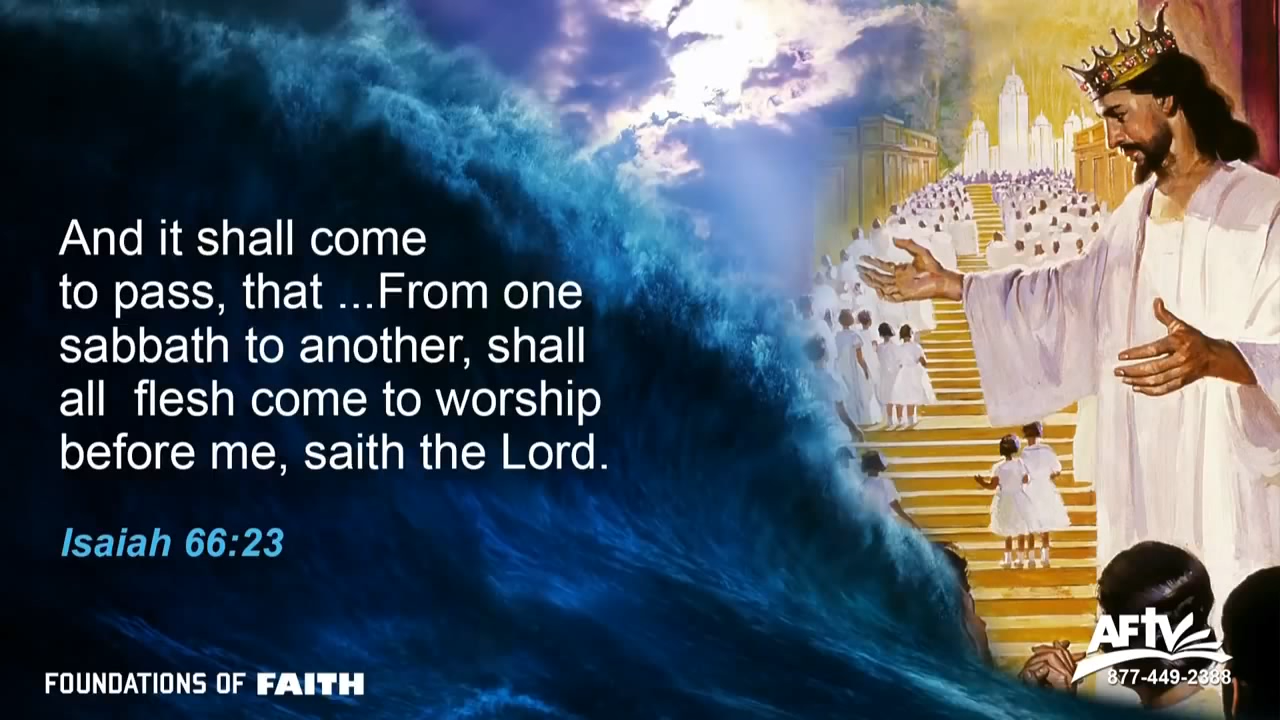 And it shall come
to pass, that ...From one
sabbath to another, shall
all  flesh come to worship
before me, saith the Lord.
Isaiah 66:23
FOUNDATIONS OF FAITH
AFtv
877-449-2388